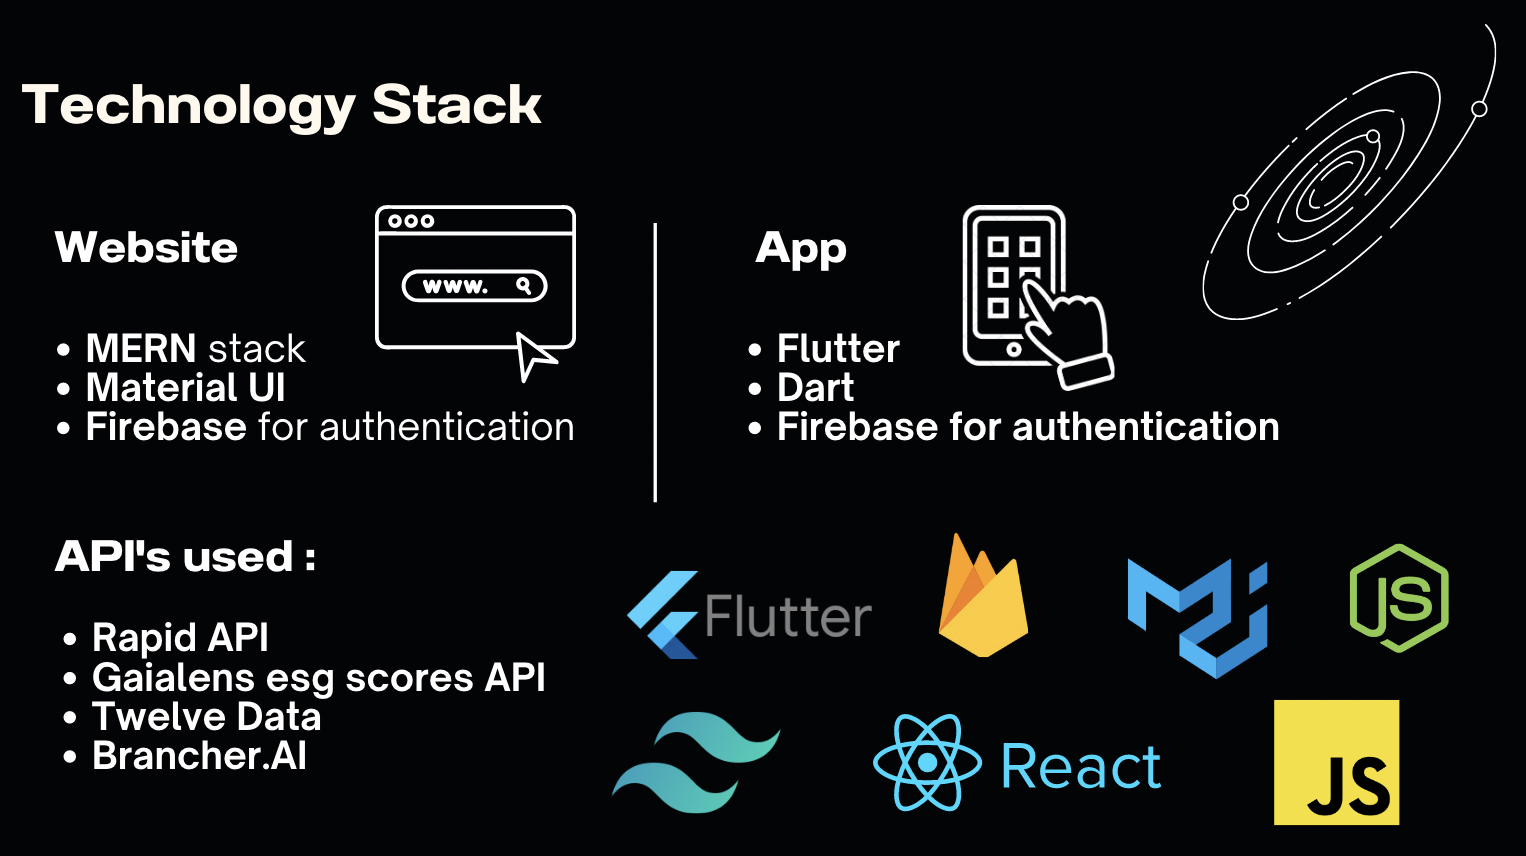 Technology Stack
Website
www.
• MERN stack
• Material UI
• Firebase for authentication
App
• Flutter
• Dart
• Firebase for authentication
API's used :
• Rapid API
• Gaialens esg scores API
• Twelve Data
• Brancher.AI
Flutter
JS
React
JS